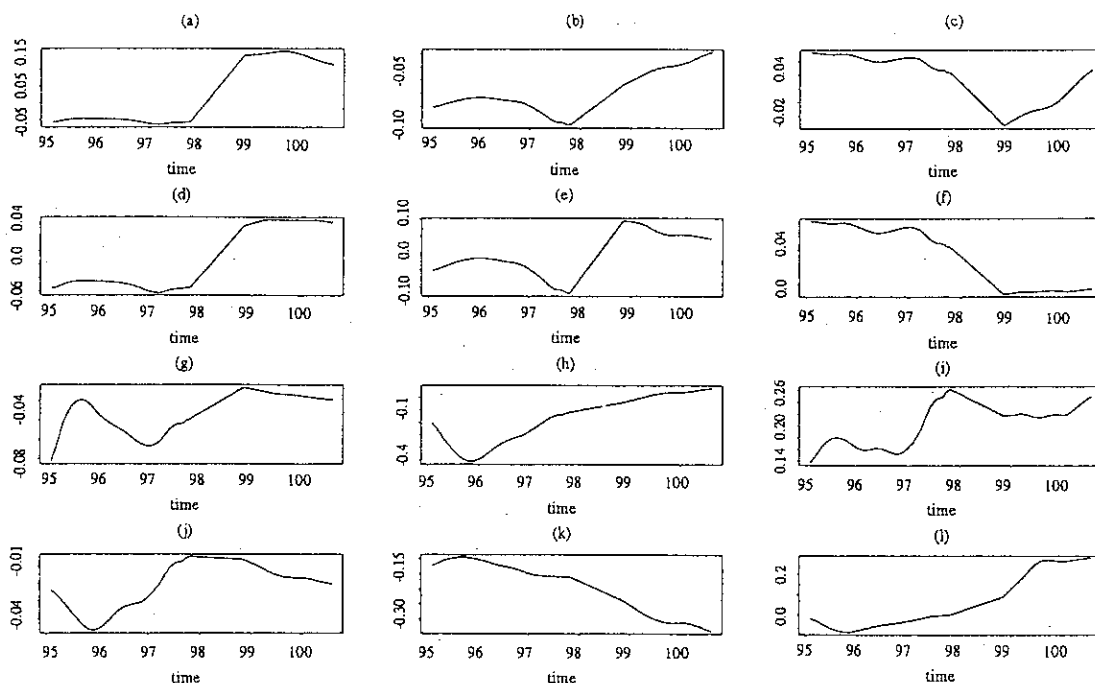 (a) (b) (c)
0.15 0.05 -0.05
-0.05 -0.10
0.04 -0.02
95 96 97 98 99 100
95 96 97 98 99 100
95 96 97 98 99 100
time time time
(d) (e) (f)
0.04 0.0 -0.06
0.10 0.0 -0.10
0.04 0.0
95 96 97 98 99 100
95 96 97 98 99 100
95 96 97 98 99 100
time time time
(g) (h) (i)
-0.04 -0.08
-0.1 -0.4
0.26 0.20 0.14
95 96 97 98 99 100
95 96 97 98 99 100
95 96 97 98 99 100
time time time
(j) (k) (l)
-0.01 -0.04
-0.15 -0.30
0.2 0.0
95 96 97 98 99 100
95 96 97 98 99 100
95 96 97 98 99 100
time time time